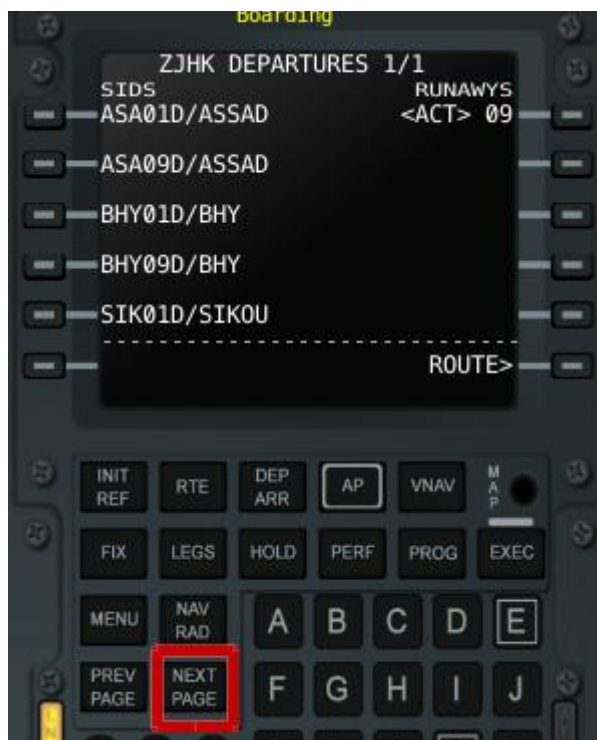 Boarding
ZJHK DEPARTURES 1/1
SIDS RUNAWYS
ASA01D/ASSAD <ACT> 09
ASA09D/ASSAD
BHY01D/BHY
BHY09D/BHY
SIK01D/SIKOU
ROUTE>
INIT REF RTE DEP ARR AP VNAV MAP
FIX LEGS HOLD PERF PROG EXEC
MENU NAV RAD A B C D E
PREV PAGE NEXT PAGE F G H I J